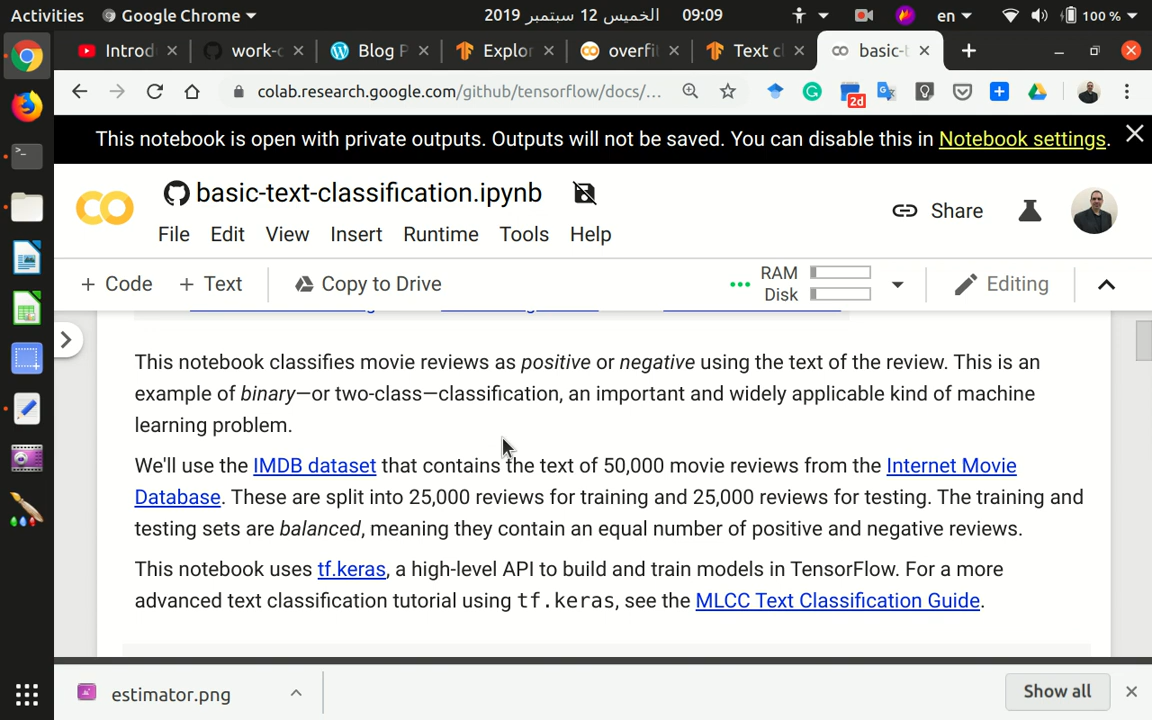 Activities Google Chrome الخميس 12 سبتمبر 2019 09:09 en 100 %
Introd work-c Blog P Explor overfi Text cl basic-t
colab.research.google.com/github/tensorflow/docs/... 2d
This notebook is open with private outputs. Outputs will not be saved. You can disable this in Notebook settings.
basic-text-classification.ipynb
Share
File Edit View Insert Runtime Tools Help
+ Code + Text Copy to Drive RAM Disk Editing
This notebook classifies movie reviews as positive or negative using the text of the review. This is an
example of binary—or two-class—classification, an important and widely applicable kind of machine
learning problem.
We'll use the IMDB dataset that contains the text of 50,000 movie reviews from the Internet Movie
Database. These are split into 25,000 reviews for training and 25,000 reviews for testing. The training and
testing sets are balanced, meaning they contain an equal number of positive and negative reviews.
This notebook uses tf.keras, a high-level API to build and train models in TensorFlow. For a more
advanced text classification tutorial using tf.keras, see the MLCC Text Classification Guide.
estimator.png Show all